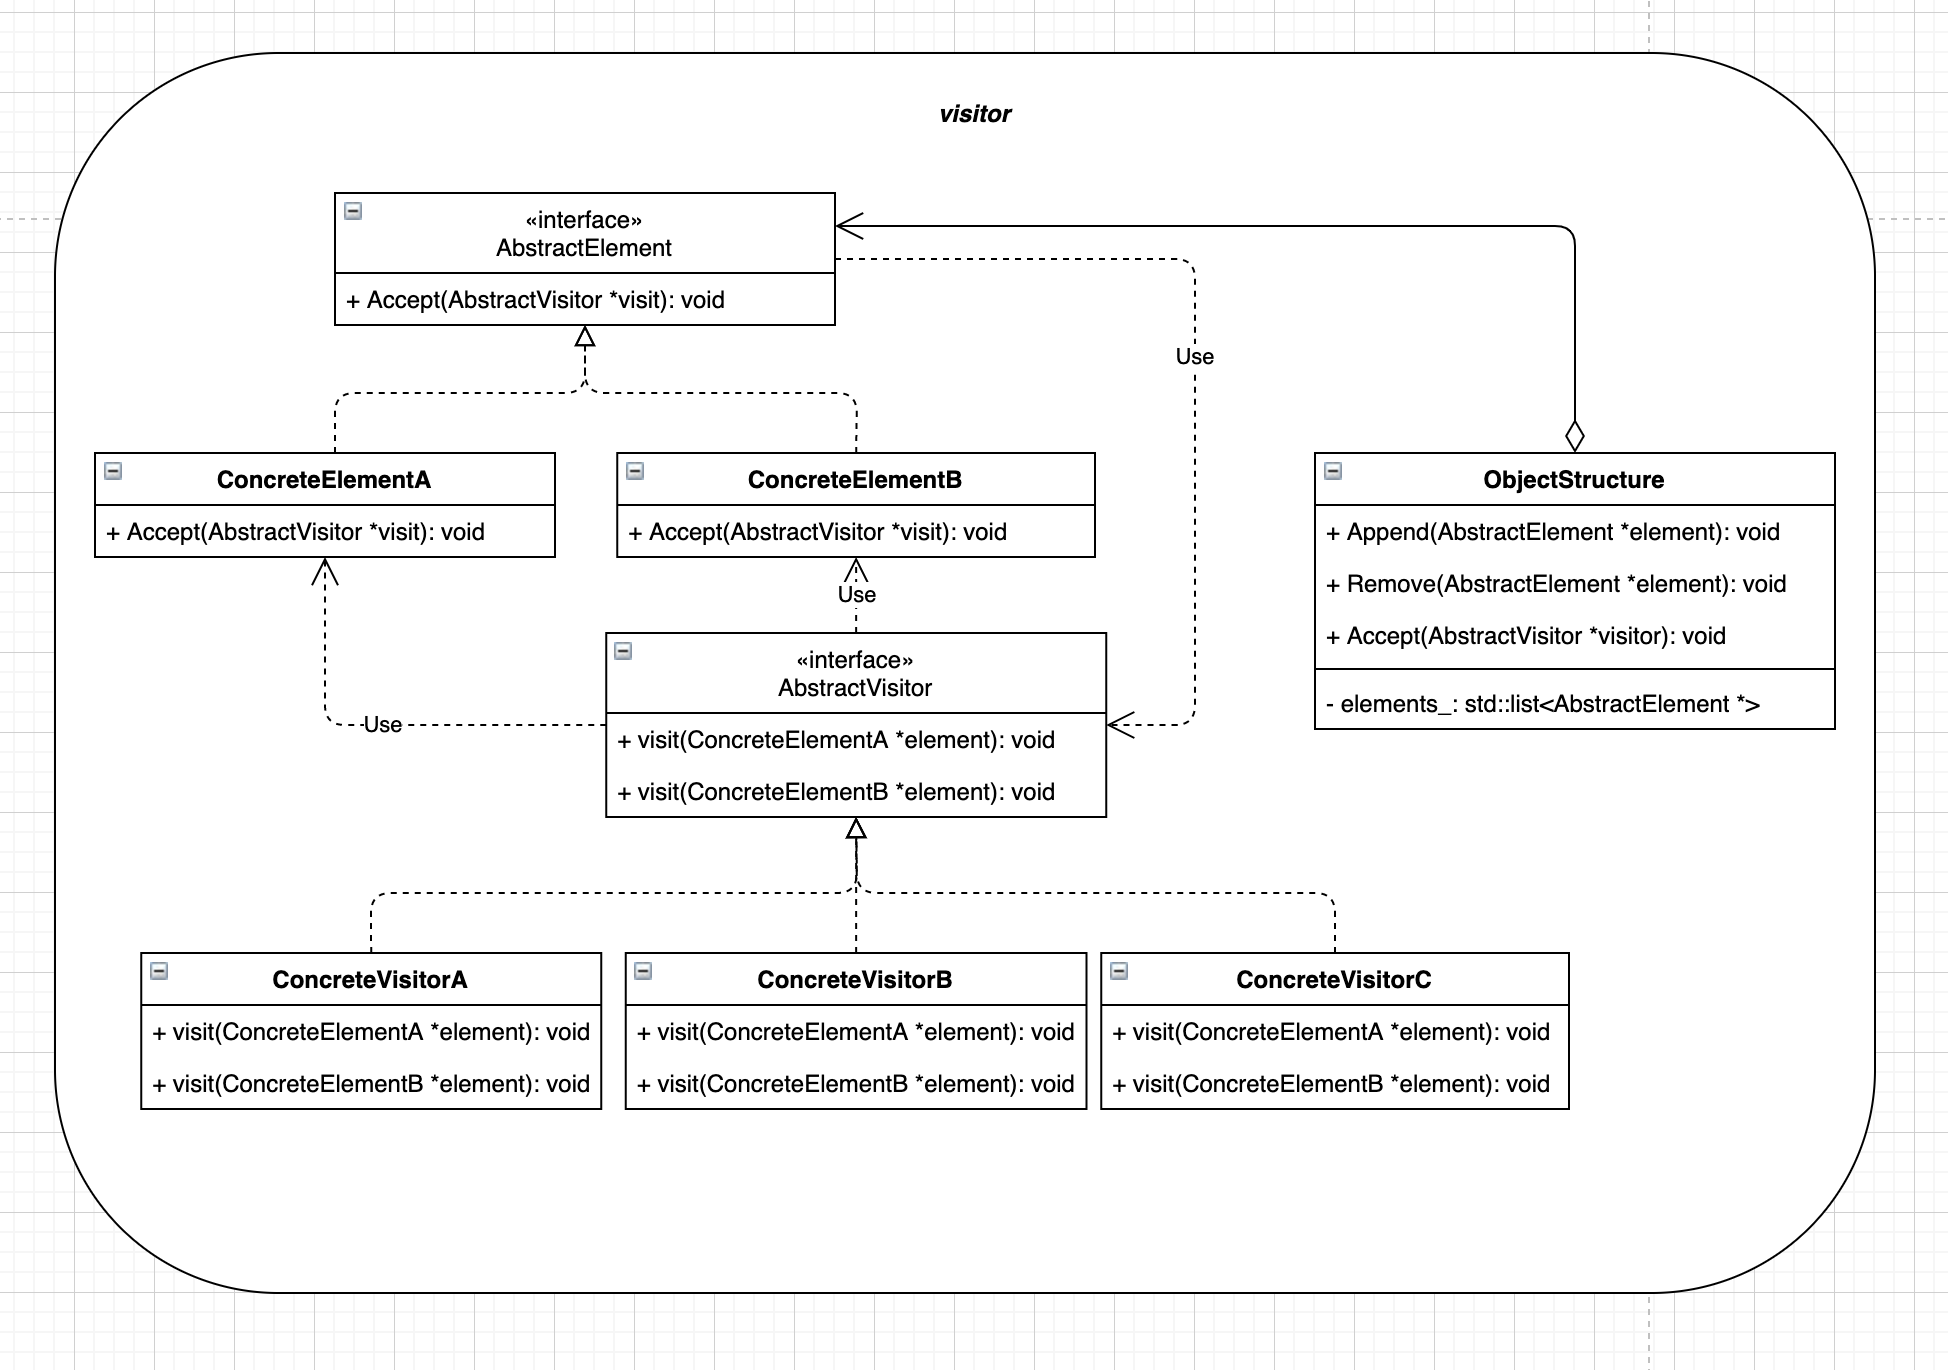 visitor
«interface»
AbstractElement
+ Accept(AbstractVisitor *visit): void
Use
ConcreteElementA
+ Accept(AbstractVisitor *visit): void
ConcreteElementB
+ Accept(AbstractVisitor *visit): void
ObjectStructure
+ Append(AbstractElement *element): void
+ Remove(AbstractElement *element): void
+ Accept(AbstractVisitor *visitor): void
- elements_: std::list<AbstractElement *>
Use
Use
«interface»
AbstractVisitor
+ visit(ConcreteElementA *element): void
+ visit(ConcreteElementB *element): void
ConcreteVisitorA
+ visit(ConcreteElementA *element): void
+ visit(ConcreteElementB *element): void
ConcreteVisitorB
+ visit(ConcreteElementA *element): void
+ visit(ConcreteElementB *element): void
ConcreteVisitorC
+ visit(ConcreteElementA *element): void
+ visit(ConcreteElementB *element): void